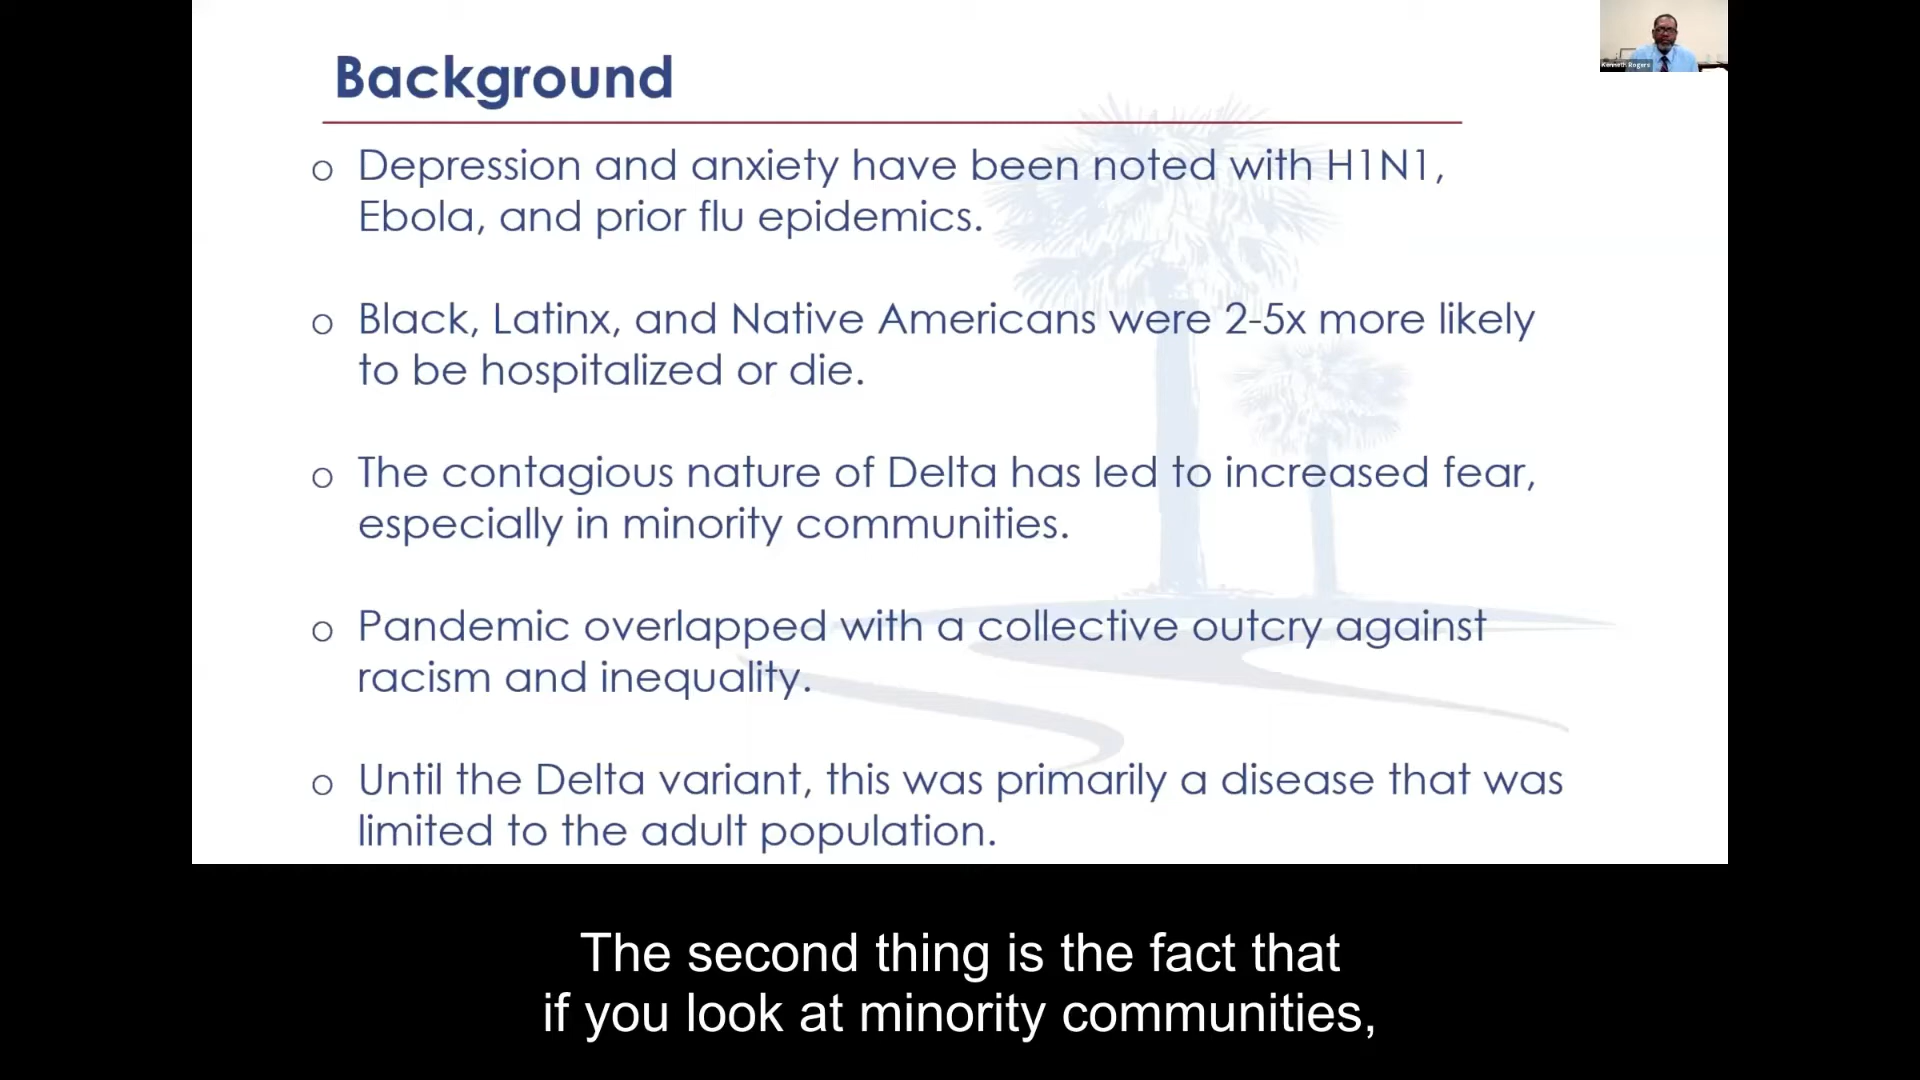 Background
Kenneth Rogers
o Depression and anxiety have been noted with H1N1,
Ebola, and prior flu epidemics.
o Black, Latinx, and Native Americans were 2-5x more likely
to be hospitalized or die.
o The contagious nature of Delta has led to increased fear,
especially in minority communities.
o Pandemic overlapped with a collective outcry against
racism and inequality.
o Until the Delta variant, this was primarily a disease that was
limited to the adult population.
The second thing is the fact that
if you look at minority communities,